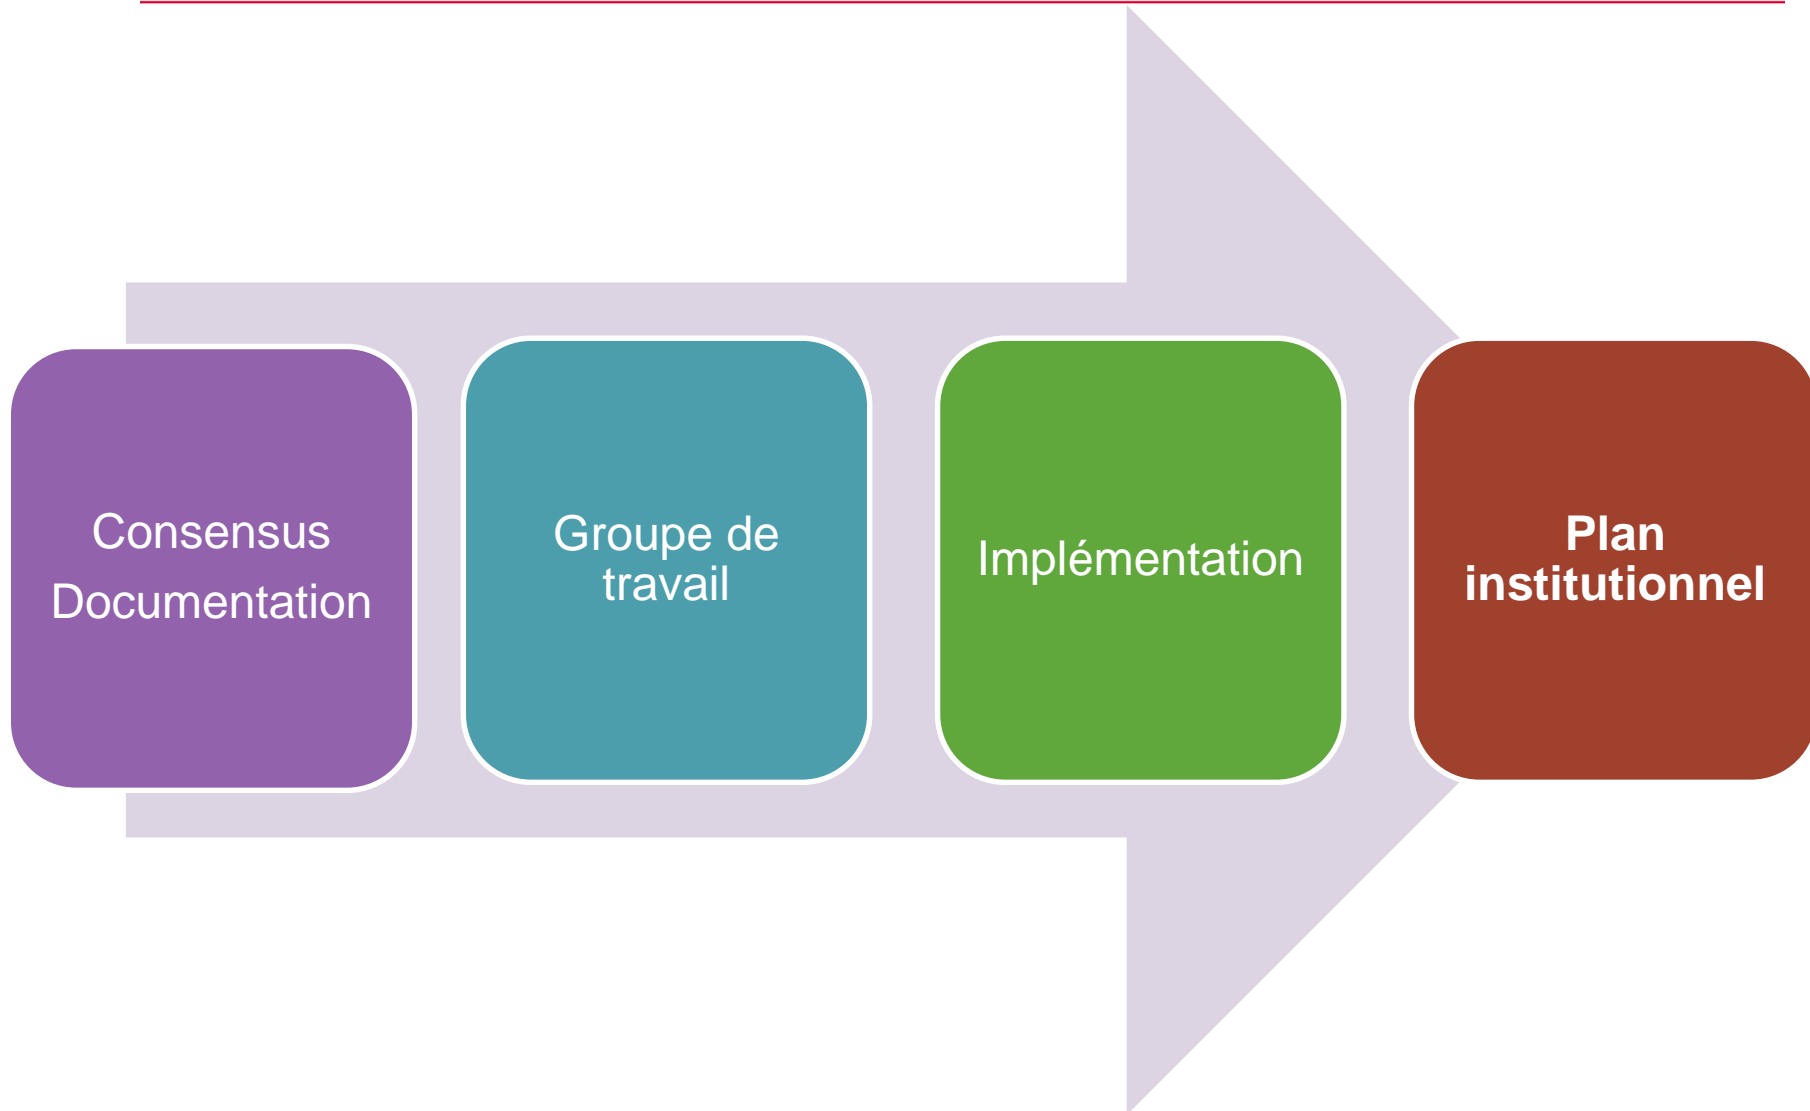 Consensus
Documentation
Groupe de
travail
Implémentation
Plan
institutionnel